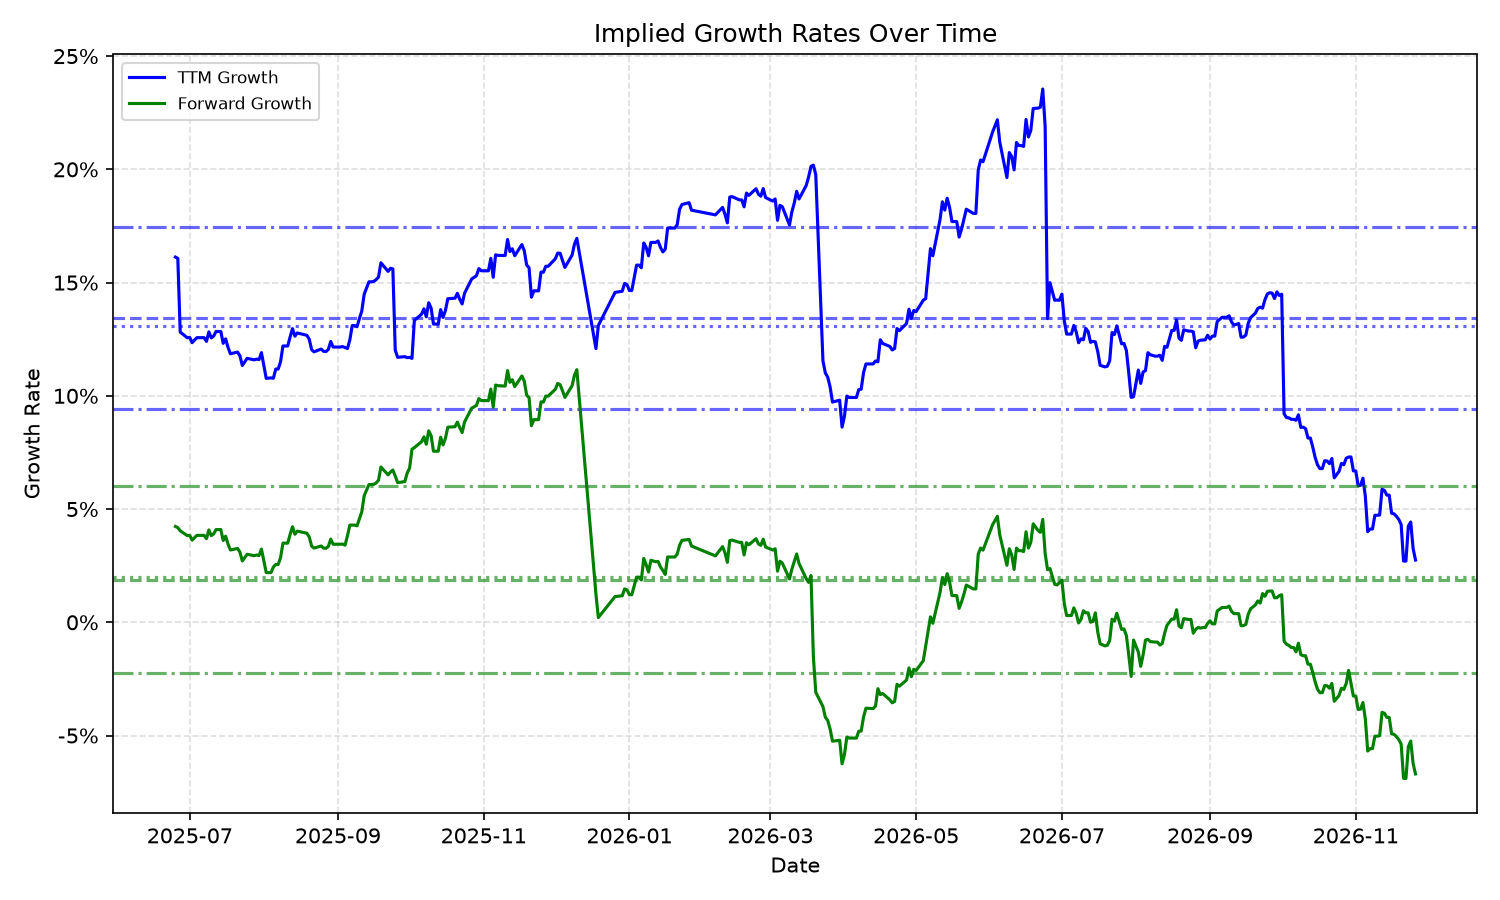 Implied Growth Rates Over Time
25%
20%
15%
10%
5%
0%
-5%
Growth Rate
TTM Growth
Forward Growth
2025-07 2025-09 2025-11 2026-01 2026-03 2026-05 2026-07 2026-09 2026-11
Date